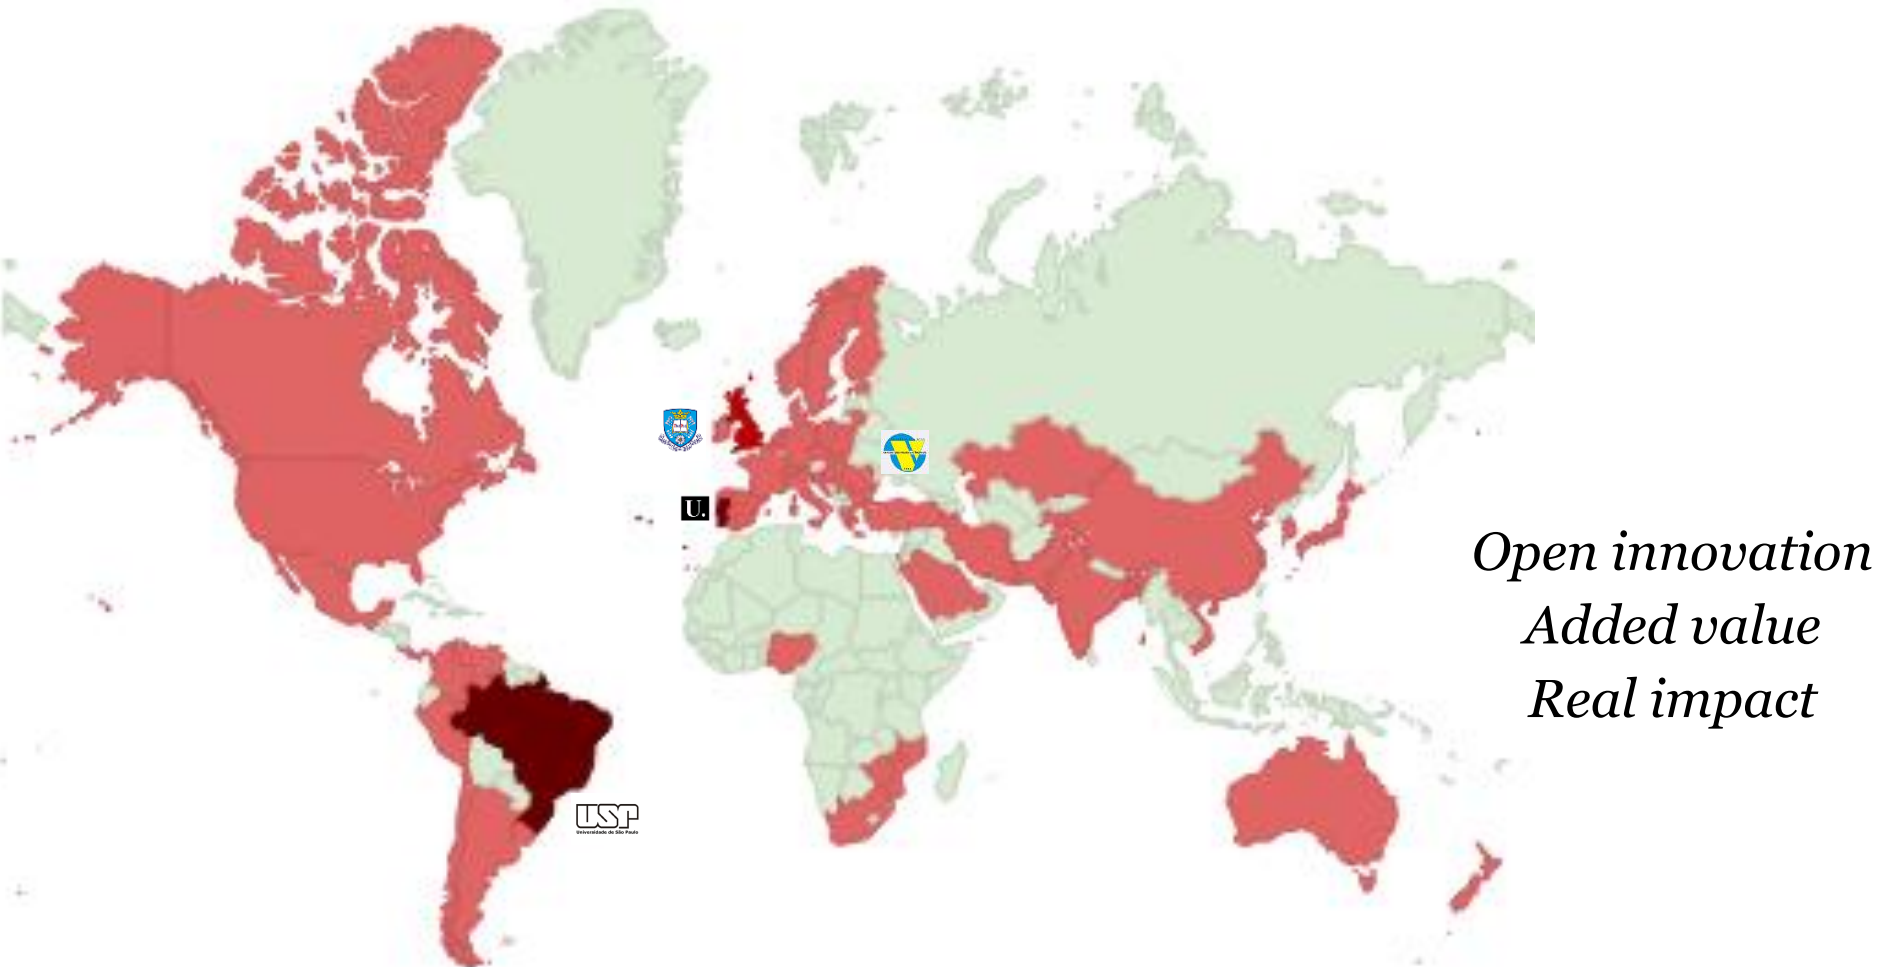 U.
USP
Universidade de São Paulo
Open innovation
Added value
Real impact